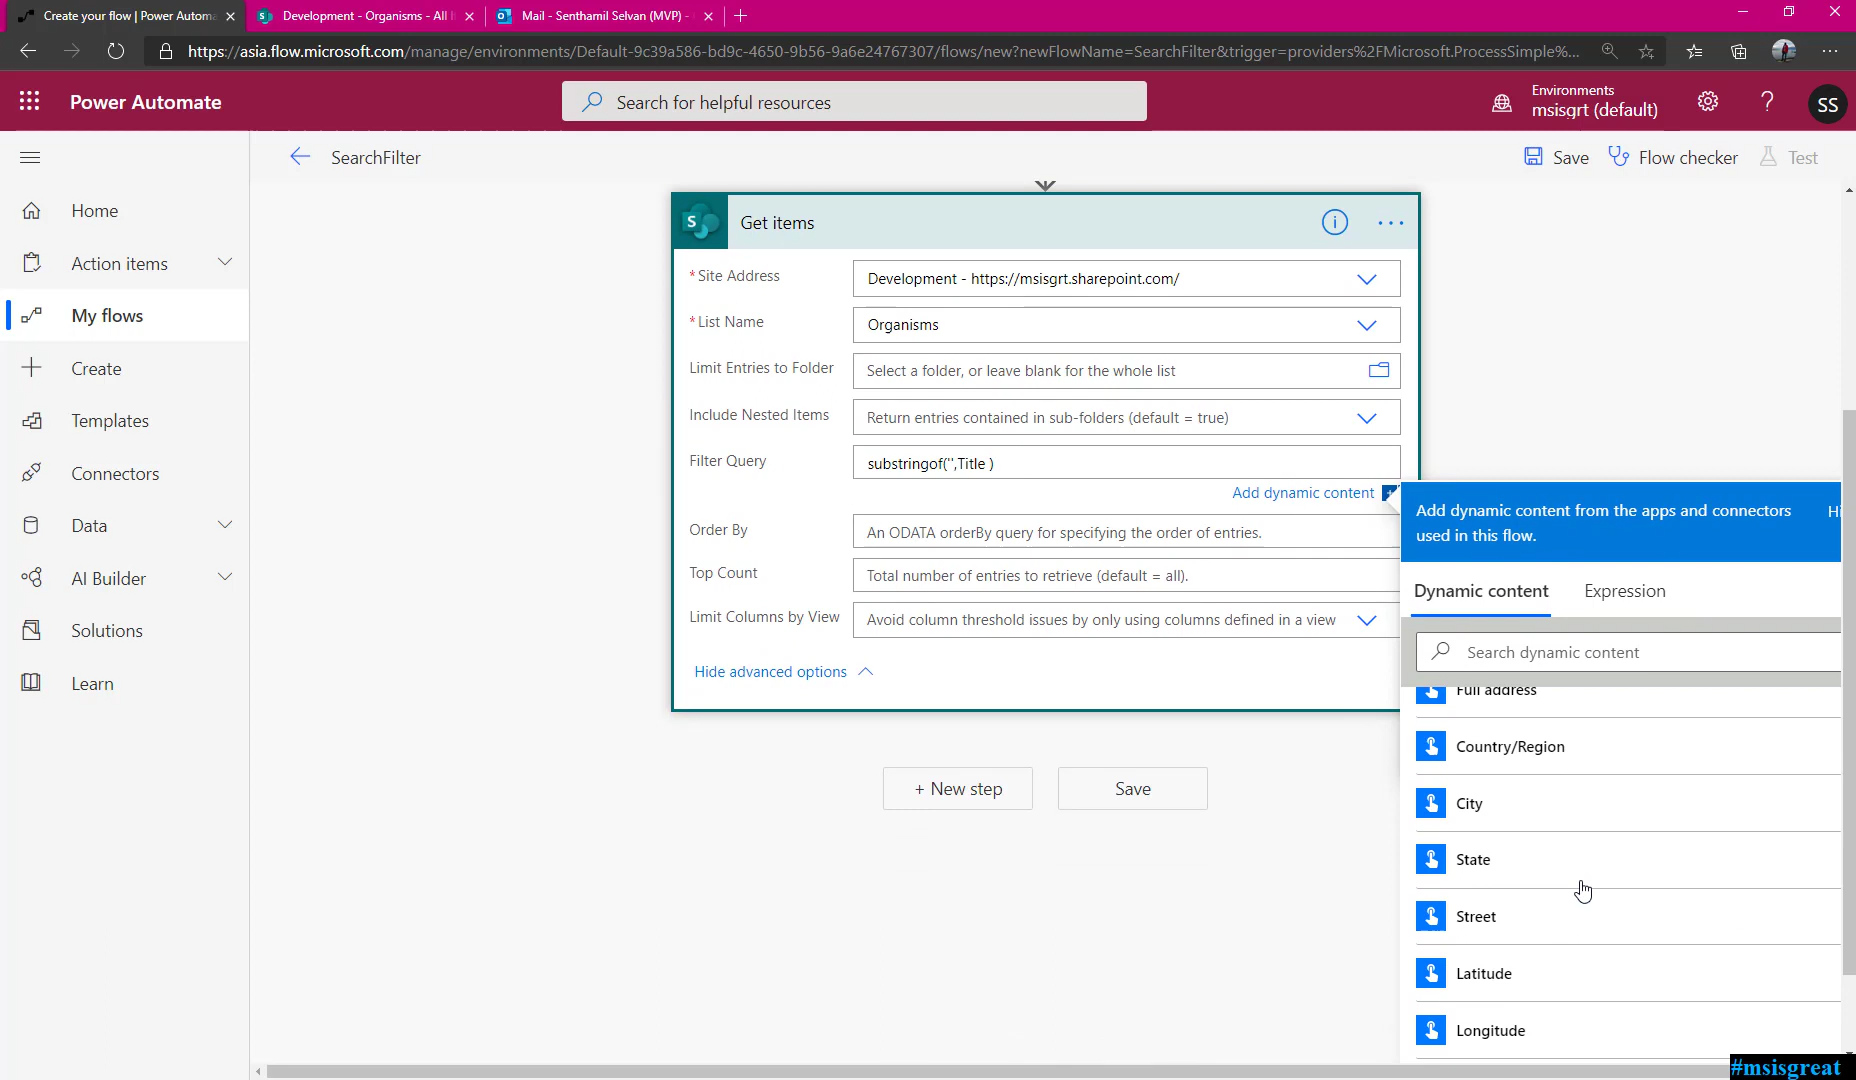 Create your flow | Power Automa
Development - Organisms - All I
Mail - Senthamil Selvan (MVP) -
https://asia.flow.microsoft.com/manage/environments/Default-9c39a586-bd9c-4650-9b56-9a6e24767307/flows/new?newFlowName=SearchFilter&trigger=providers%2FMicrosoft.ProcessSimple%...
Power Automate
Search for helpful resources
Environments
msisgrt (default)
SS
SearchFilter
Save
Flow checker
Test
Home
Action items
My flows
Create
Templates
Connectors
Data
AI Builder
Solutions
Learn
S
Get items
*Site Address
Development - https://msisgrt.sharepoint.com/
*List Name
Organisms
Limit Entries to Folder
Select a folder, or leave blank for the whole list
Include Nested Items
Return entries contained in sub-folders (default = true)
Filter Query
substringof('',Title )
Add dynamic content
Order By
An ODATA orderBy query for specifying the order of entries.
Top Count
Total number of entries to retrieve (default = all).
Limit Columns by View
Avoid column threshold issues by only using columns defined in a view
Hide advanced options
+ New step
Save
Add dynamic content from the apps and connectors
used in this flow.
Hi
Dynamic content
Expression
Search dynamic content
Full address
Country/Region
City
State
Street
Latitude
Longitude
#msisgreat